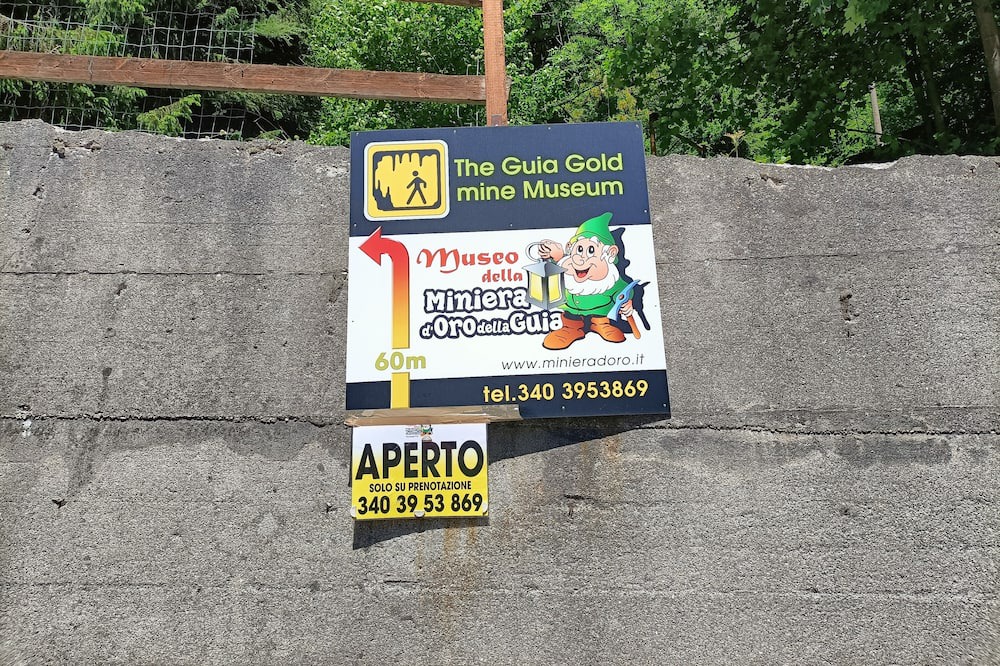 The Guia Gold
mine Museum
Museo
della
Miniera
d'Oro della Guia
60m
www.minieradoro.it
tel.340 3953869
APERTO
SOLO SU PRENOTAZIONE
340 39 53 869